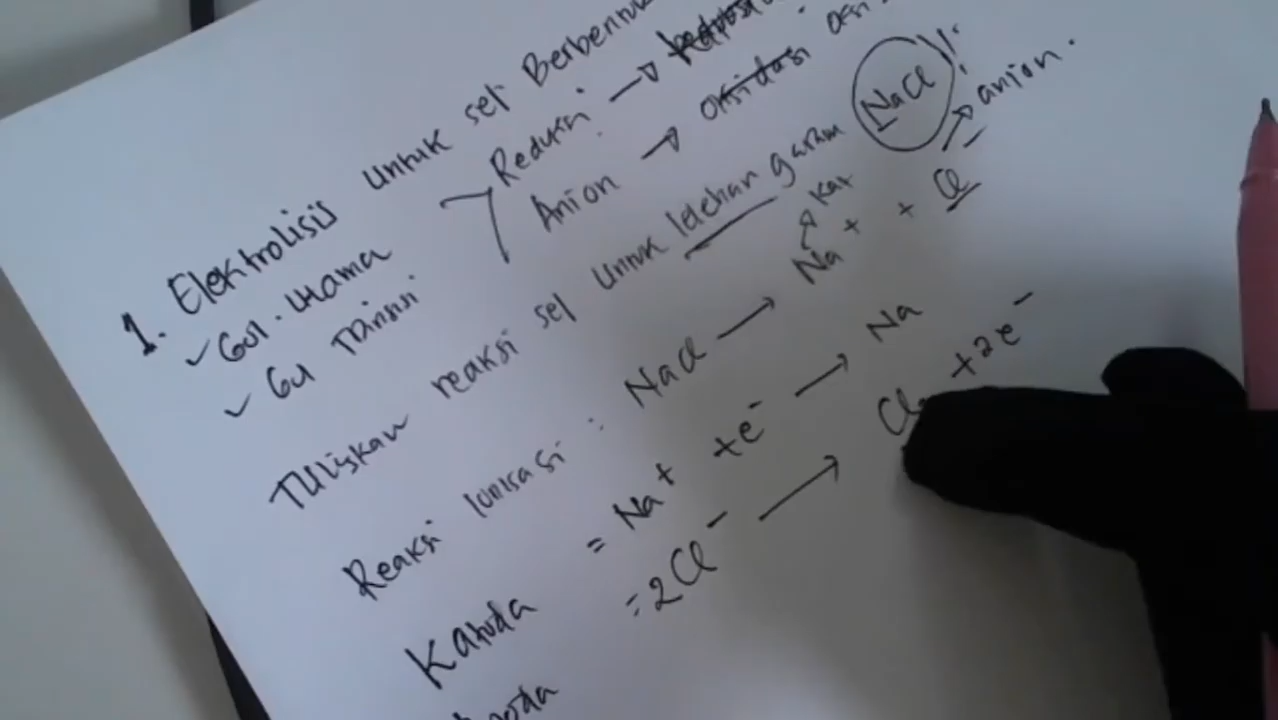 1. Elektrolisis untuk sel Berbentuk
✓ Gol. Utama
✓ Gol Transisi
Reduksi →
Anion → oksidasi
Tuliskan reaksi sel untuk lelehan garam NaCl !!
Reaksi Ionisasi : NaCl → Na+ + Cl-
kat
anion.
Katoda = Na+ + e- → Na
= 2Cl- → Cl + 2e-